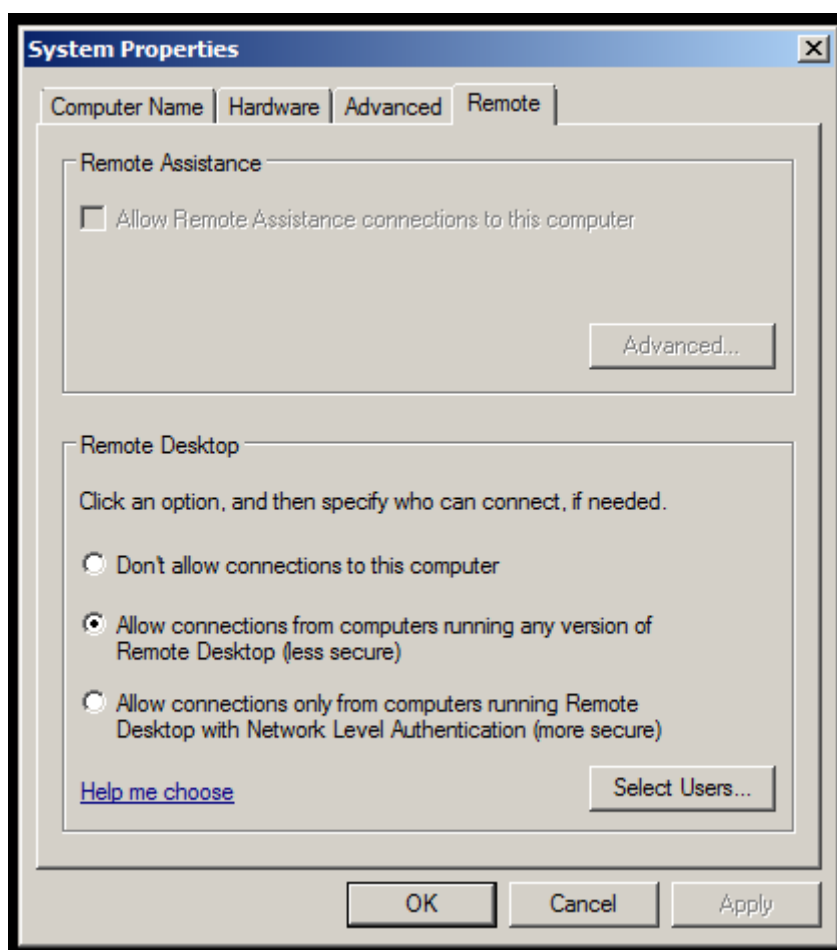 System Properties
Computer Name Hardware Advanced Remote
Remote Assistance
Allow Remote Assistance connections to this computer
Advanced...
Remote Desktop
Click an option, and then specify who can connect, if needed.
Don't allow connections to this computer
Allow connections from computers running any version of
Remote Desktop (less secure)
Allow connections only from computers running Remote
Desktop with Network Level Authentication (more secure)
Help me choose
Select Users...
OK Cancel Apply